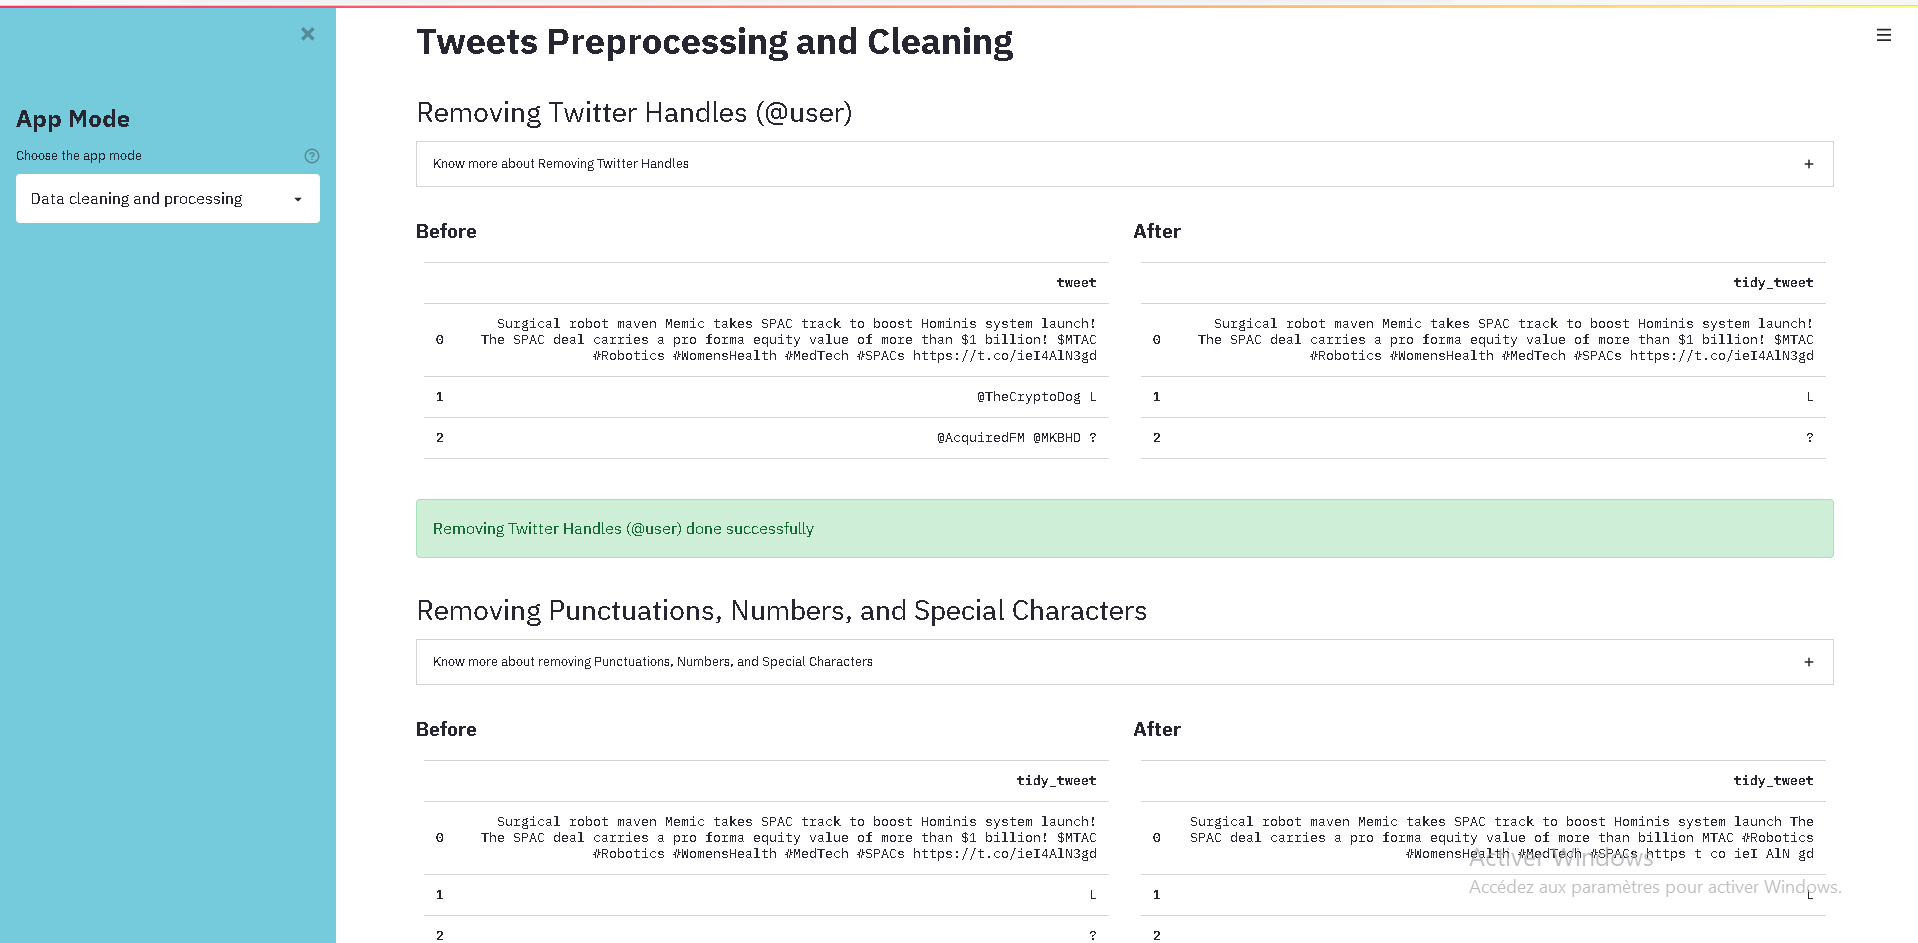 Tweets Preprocessing and Cleaning
App Mode
Choose the app mode
Data cleaning and processing
Removing Twitter Handles (@user)
Know more about Removing Twitter Handles
Before
tweet
0 Surgical robot maven Memic takes SPAC track to boost Hominis system launch!
The SPAC deal carries a pro forma equity value of more than $1 billion! $MTAC
#Robotics #WomensHealth #MedTech #SPACs https://t.co/ieI4AlN3gd
1 @TheCryptoDog L
2 @AcquiredFM @MKBHD ?
After
tidy_tweet
0 Surgical robot maven Memic takes SPAC track to boost Hominis system launch!
The SPAC deal carries a pro forma equity value of more than $1 billion! $MTAC
#Robotics #WomensHealth #MedTech #SPACs https://t.co/ieI4AlN3gd
1 L
2 ?
Removing Twitter Handles (@user) done successfully
Removing Punctuations, Numbers, and Special Characters
Know more about removing Punctuations, Numbers, and Special Characters
Before
tidy_tweet
0 Surgical robot maven Memic takes SPAC track to boost Hominis system launch!
The SPAC deal carries a pro forma equity value of more than $1 billion! $MTAC
#Robotics #WomensHealth #MedTech #SPACs https://t.co/ieI4AlN3gd
1 L
2 ?
After
tidy_tweet
0 Surgical robot maven Memic takes SPAC track to boost Hominis system launch The
SPAC deal carries a pro forma equity value of more than billion MTAC #Robotics
#WomensHealth #MedTech #SPACs https t co ieI AlN gd
1 L
2
Activer Windows
Accédez aux paramètres pour activer Windows.